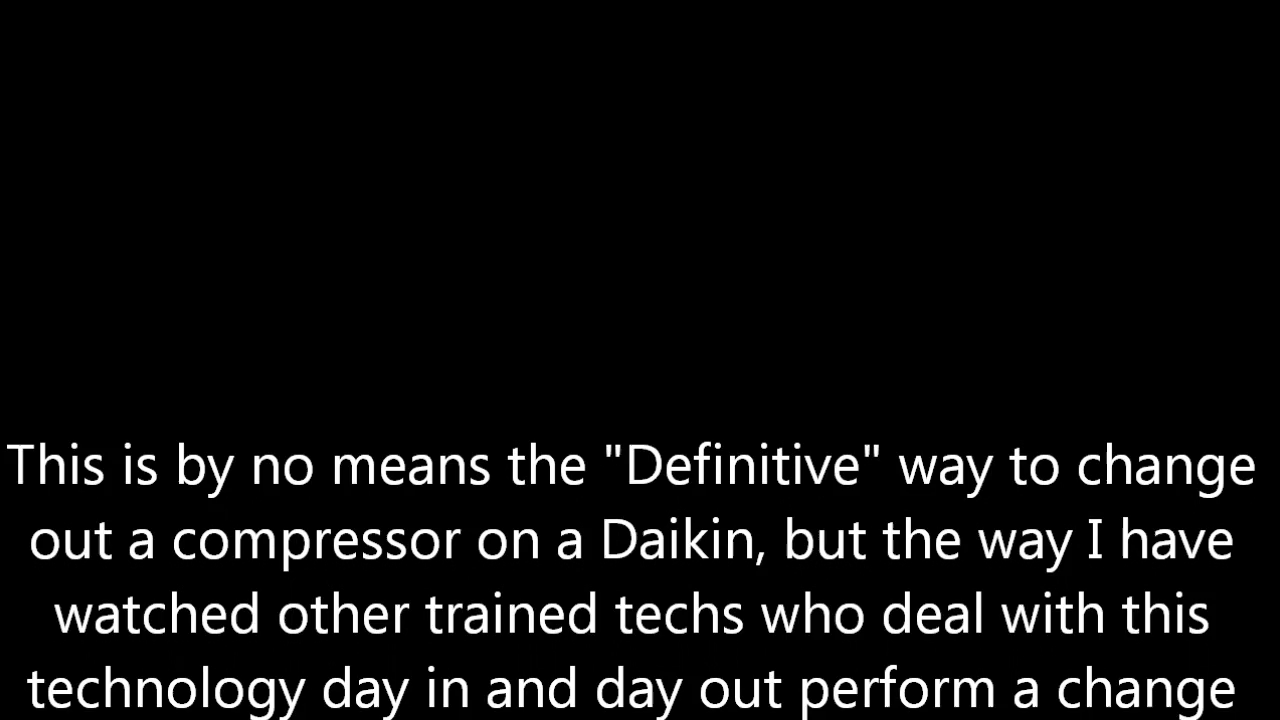 This is by no means the "Definitive" way to change
out a compressor on a Daikin, but the way I have
watched other trained techs who deal with this
technology day in and day out perform a change